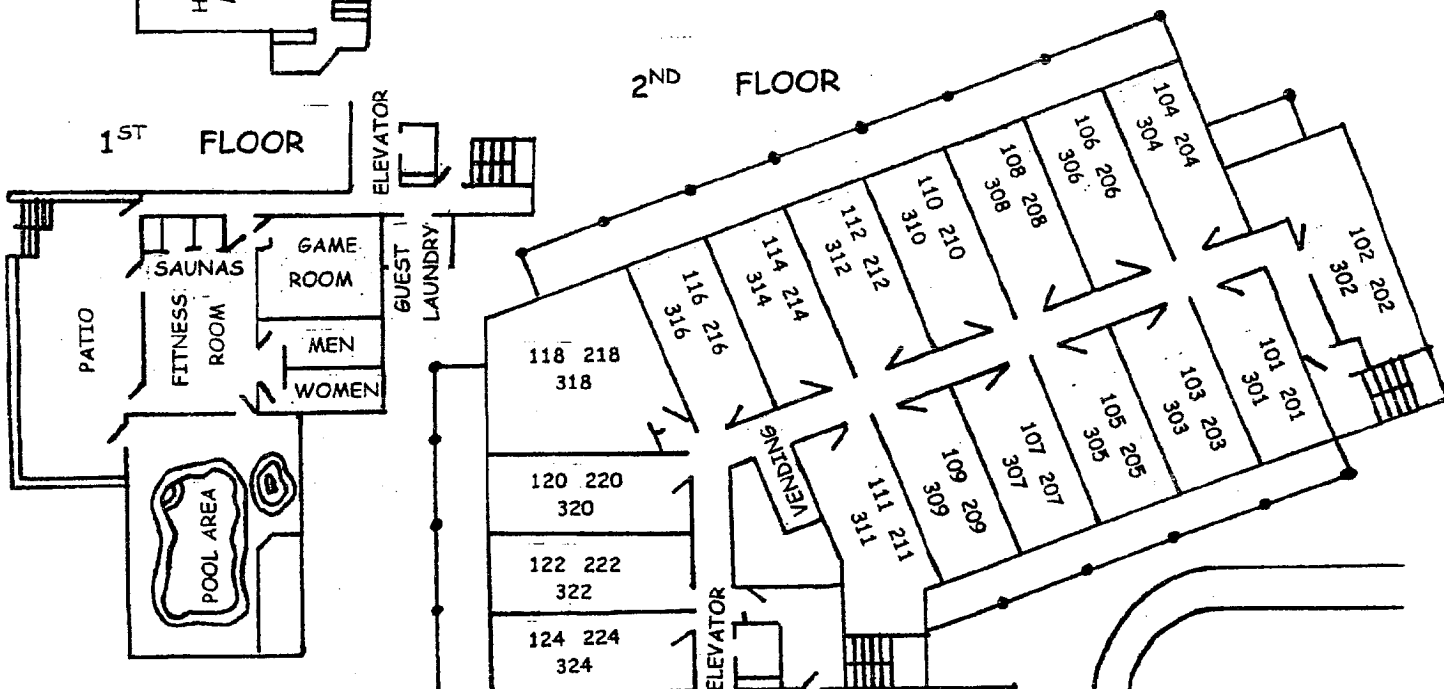 H
1ST FLOOR
2ND FLOOR
ELEVATOR
SAUNAS
GAME
ROOM
GUEST
LAUNDRY
PATIO
FITNESS
ROOM
MEN
WOMEN
POOL AREA
104 204
304
106 206
306
108 208
308
110 210
310
112 212
312
114 214
314
116 216
316
118 218
318
102 202
302
101 201
301
103 203
303
105 205
305
107 207
307
109 209
309
111 211
311
VENDING
120 220
320
122 222
322
124 224
324
ELEVATOR